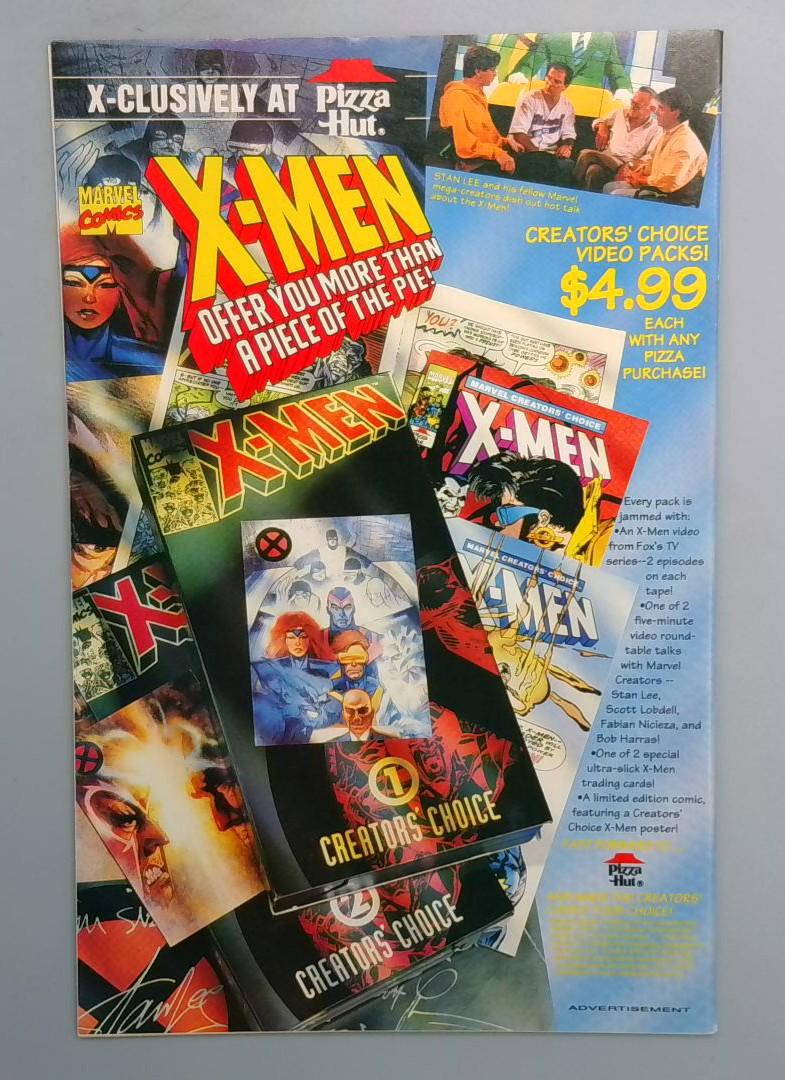 X-CLUSIVELY AT Pizza Hut®
MARVEL COMICS
X-MEN
OFFER YOU MORE THAN
A PIECE OF THE PIE!
STAN LEE and his fellow Marvel
mega-creators dish out hot talk
about the X-Men!
CREATORS' CHOICE
VIDEO PACKS!
$4.99
EACH
WITH ANY
PIZZA
PURCHASE!
YOU?
MARVEL CREATORS' CHOICE
X-MEN
MARVEL CREATORS' CHOICE
X-MEN
X-MEN
1
CREATORS' CHOICE
2
CREATORS' CHOICE
Every pack is
jammed with:
•An X-Men video
from Fox's TV
series--2 episodes
on each
tape!
•One of 2
five-minute
video round-
table talks
with Marvel
Creators --
Stan Lee,
Scott Lobdell,
Fabian Nicieza, and
Bob Harras!
•One of 2 special
ultra-slick X-Men
trading cards!
•A limited edition comic,
featuring a Creators'
Choice X-Men poster!
FAST FORWARD TO...
Pizza
Hut®
Stan Lee
ADVERTISEMENT